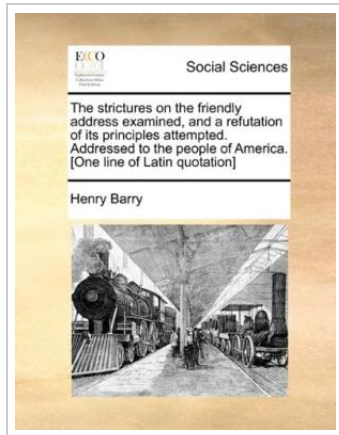 ECCO
Social Sciences
The strictures on the friendly
address examined, and a refutation
of its principles attempted.
Addressed to the people of America.
[One line of Latin quotation]
Henry Barry